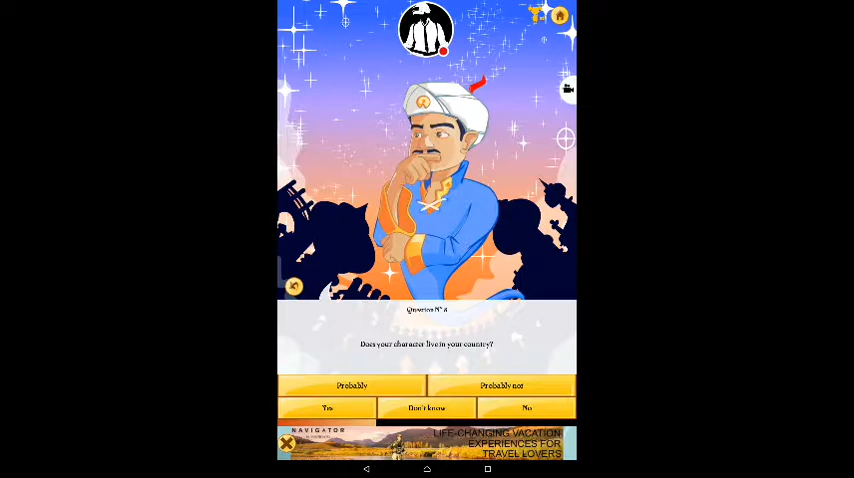 Question N° 8
Does your character live in your country?
Probably
Probably not
Yes
Don't know
No
NAVIGATOR
LIFE-CHANGING VACATION
EXPERIENCES FOR
TRAVEL LOVERS